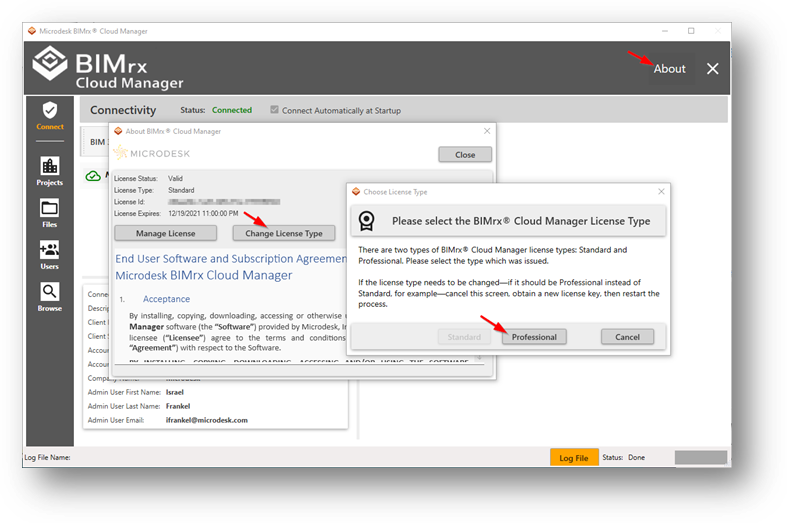 Microdesk BIMrx Cloud Manager
BIMrx
Cloud Manager
About
Connect
Projects
Files
Users
Browse
Connectivity
Status: Connected
Connect Automatically at Startup
BIM
About BIMrx® Cloud Manager
MICRODESK
Close
License Status: Valid
License Type: Standard
License Id:
License Expires: 12/19/2021 11:00:00 PM
Manage License
Change License Type
End User Software and Subscription Agreemen
Microdesk BIMrx Cloud Manager
1. Acceptance
By installing, copying, downloading, accessing or otherwise
Manager software (the “Software”) provided by Microdesk, In
licensee (“Licensee”) agree to the terms and conditions
“Agreement”) with respect to the Software.
BY INSTALLING, COPYING, DOWNLOADING, ACCESSING AND/OR USING THE SOFTWARE,
Choose License Type
Please select the BIMrx® Cloud Manager License Type
There are two types of BIMrx® Cloud Manager license types: Standard and
Professional. Please select the type which was issued.
If the license type needs to be changed—if it should be Professional instead of
Standard, for example—cancel this screen, obtain a new license key, then restart the
process.
Standard
Professional
Cancel
Connec
Descrip
Client I
Client
Accoun
Accoun
Company Name: Microdesk
Admin User First Name: Israel
Admin User Last Name: Frankel
Admin User Email: ifrankel@microdesk.com
Log File Name:
Log File
Status: Done